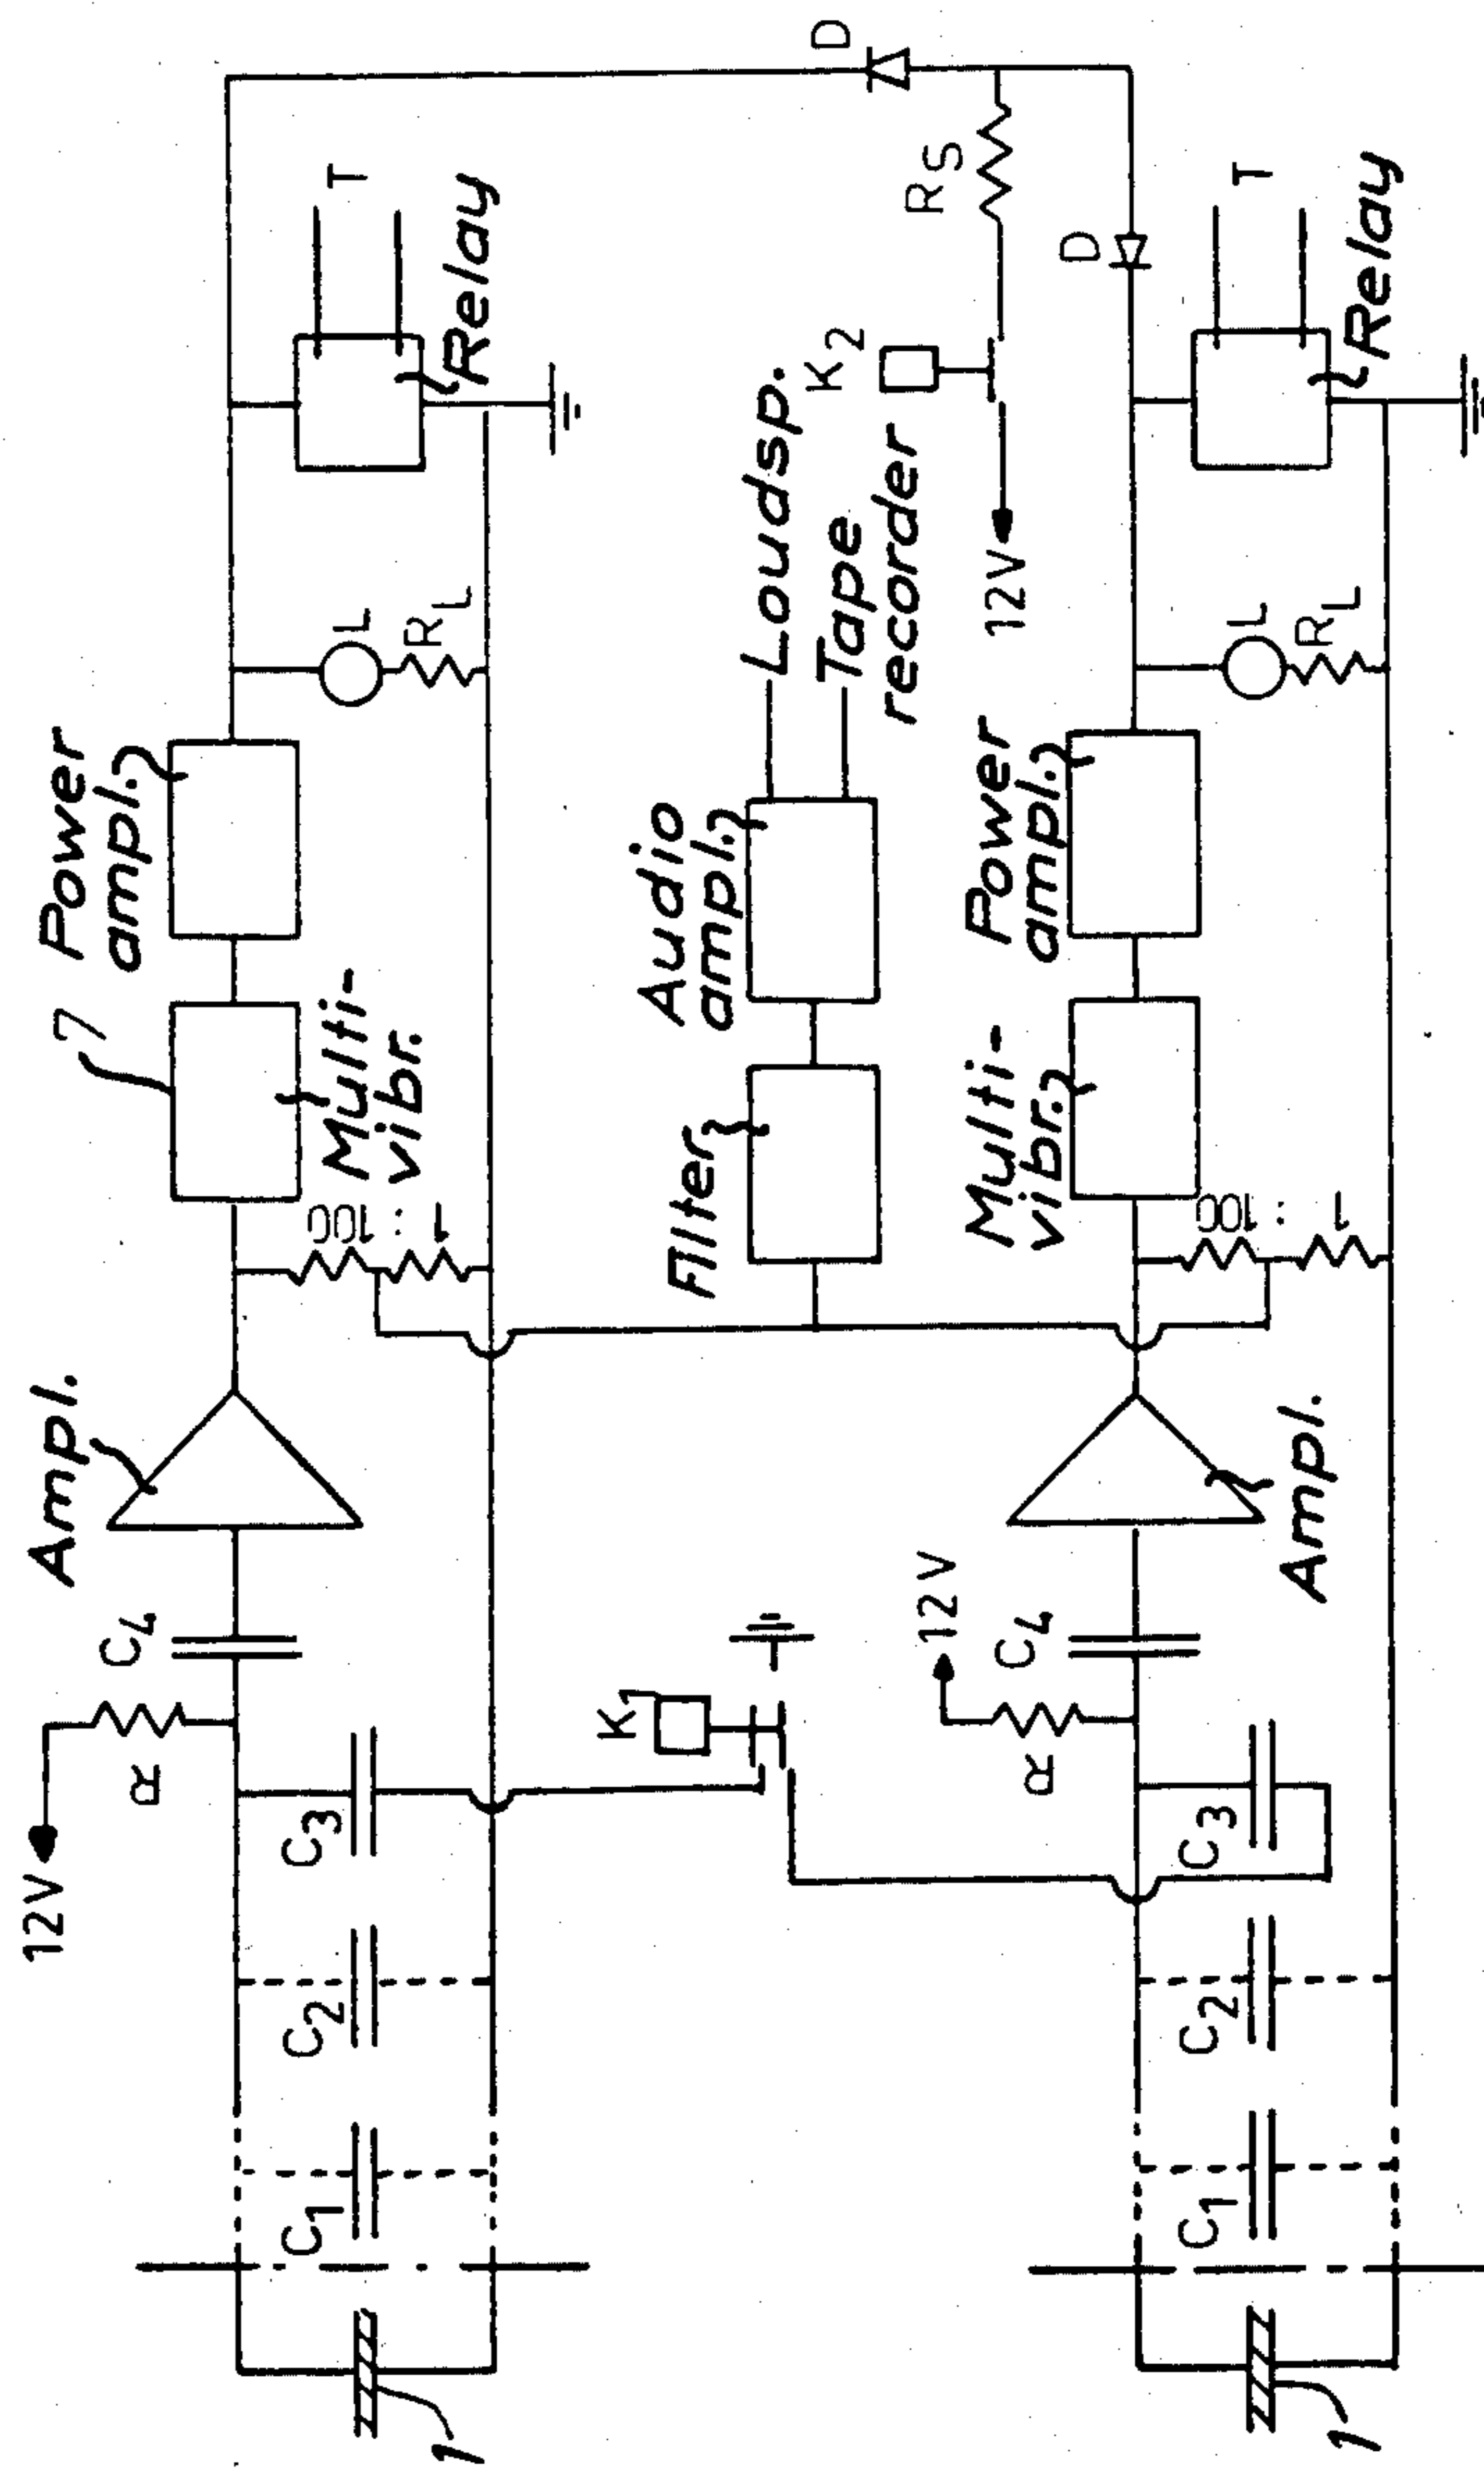 12V
R
C4
Ampl.
7
Power
ampl.
Multi-
vibr.
1 : 100
L
RL
T
Relay
D
1
C1
C2
C3
K1
Filter
Audio
ampl.
Loudsp.
Tape
recorder
K2
12V
RS
D
12V
R
C4
Ampl.
Multi-
vibr.
Power
ampl.
1 : 100
L
RL
T
Relay
1
C1
C2
C3